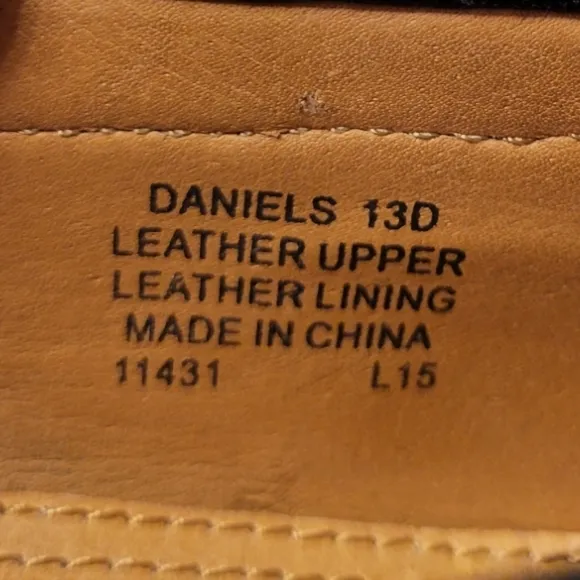 DANIELS 13D
LEATHER UPPER
LEATHER LINING
MADE IN CHINA
11431 L15